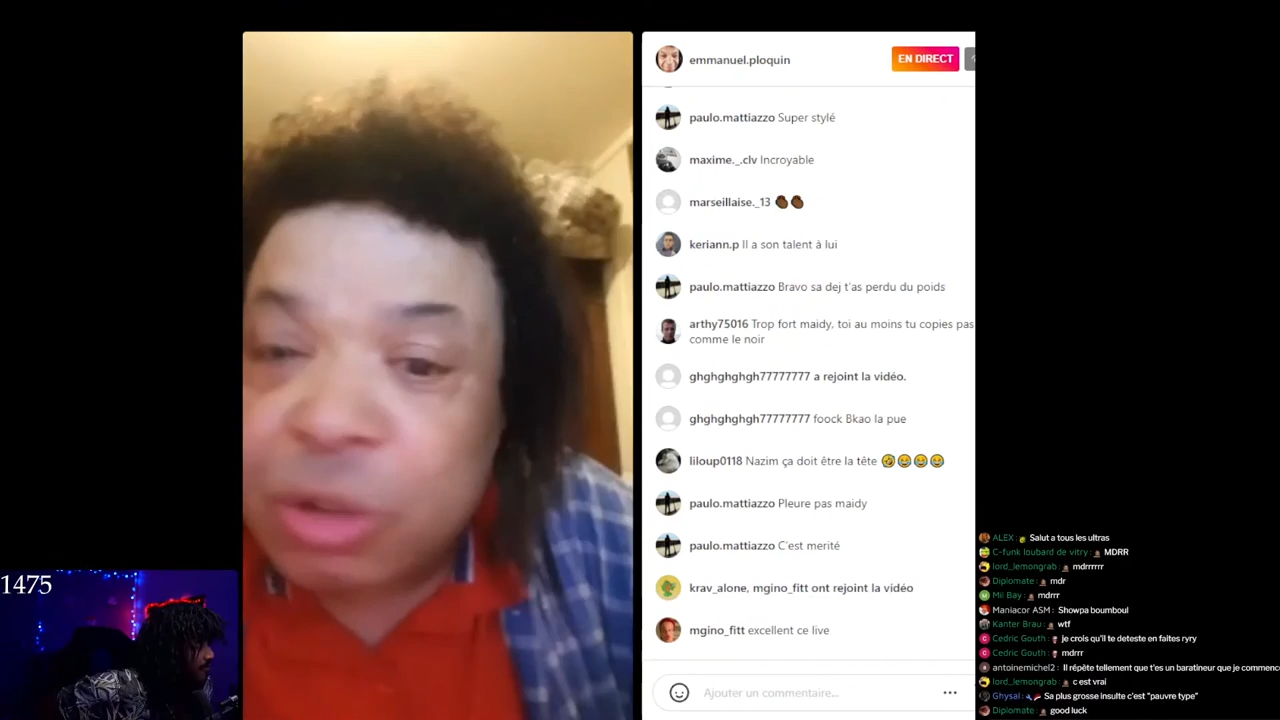 emmanuel.ploquin
EN DIRECT
paulo.mattiazzo Super stylé
maxime._.clv Incroyable
marseillaise._13 👏🏿👏🏿
keriann.p Il a son talent à lui
paulo.mattiazzo Bravo sa dej t'as perdu du poids
arthy75016 Trop fort maidy, toi au moins tu copies pas
comme le noir
ghghghghgh77777777 a rejoint la vidéo.
ghghghghgh77777777 foock Bkao la pue
liloup0118 Nazim ça doit être la tête 🤣😂😂😂
paulo.mattiazzo Pleure pas maidy
paulo.mattiazzo C'est merité
krav_alone, mgino_fitt ont rejoint la vidéo
mgino_fitt excellent ce live
Ajouter un commentaire...
1475
ALEX : Salut a tous les ultras
C-funk loubard de vitry : MDRR
lord_lemongrab : mdrrrrrr
Diplomate : mdr
Mil Bay : mdrrr
Maniacor ASM : Showpa boumboul
Kanter Brau : wtf
Cedric Gouth : je crois qu'il te deteste en faites ryry
Cedric Gouth : mdrrr
antoinemichel2 : Il répète tellement que t'es un baratineur que je commence
lord_lemongrab : c est vrai
Ghysal : Sa plus grosse insulte c'est "pauvre type"
Diplomate : good luck